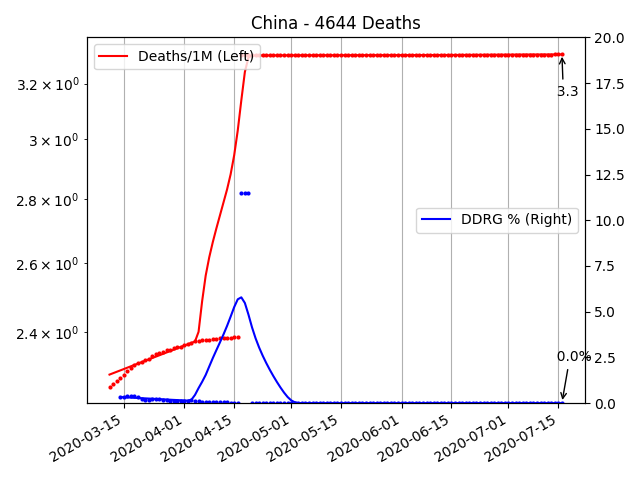 China - 4644 Deaths
Deaths/1M (Left)
DDRG % (Right)
3.2 × 10⁰
3 × 10⁰
2.8 × 10⁰
2.6 × 10⁰
2.4 × 10⁰
20.0
17.5
15.0
12.5
10.0
7.5
5.0
2.5
0.0
3.3
0.0%
2020-03-15
2020-04-01
2020-04-15
2020-05-01
2020-05-15
2020-06-01
2020-06-15
2020-07-01
2020-07-15